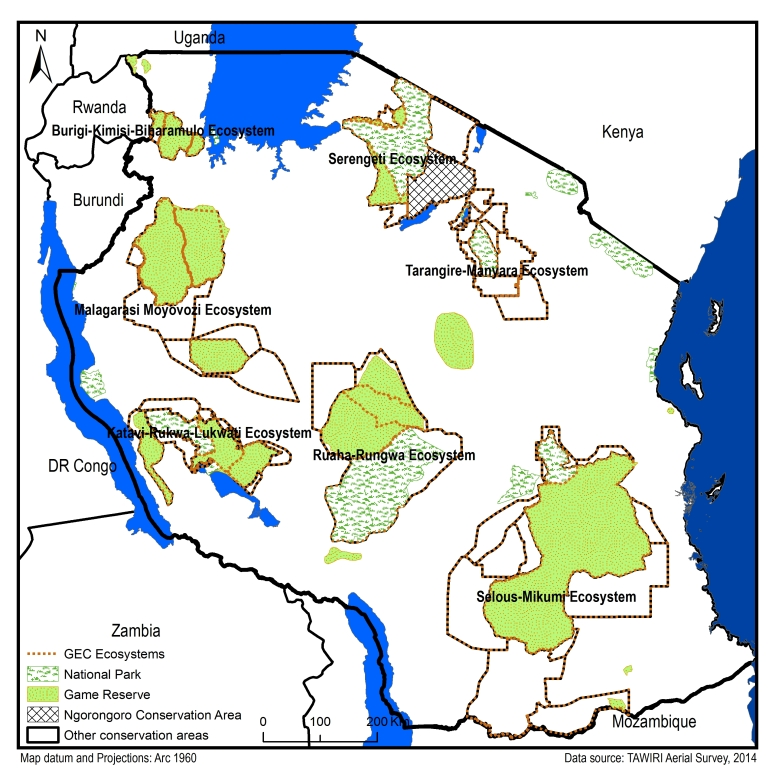 Uganda
N
Rwanda
Kenya
Burigi-Kimisi-Biharamulo Ecosystem
Serengeti Ecosystem
Burundi
Tarangire-Manyara Ecosystem
Malagarasi Moyovozi Ecosystem
Katavi-Rukwa-Lukwati Ecosystem
Ruaha-Rungwa Ecosystem
DR Congo
Selous-Mikumi Ecosystem
Zambia
GEC Ecosystems
National Park
Game Reserve
Ngorongoro Conservation Area
Other conservation areas
0 100 200 Km
Mozambique
Map datum and Projections: Arc 1960
Data source: TAWIRI Aerial Survey, 2014